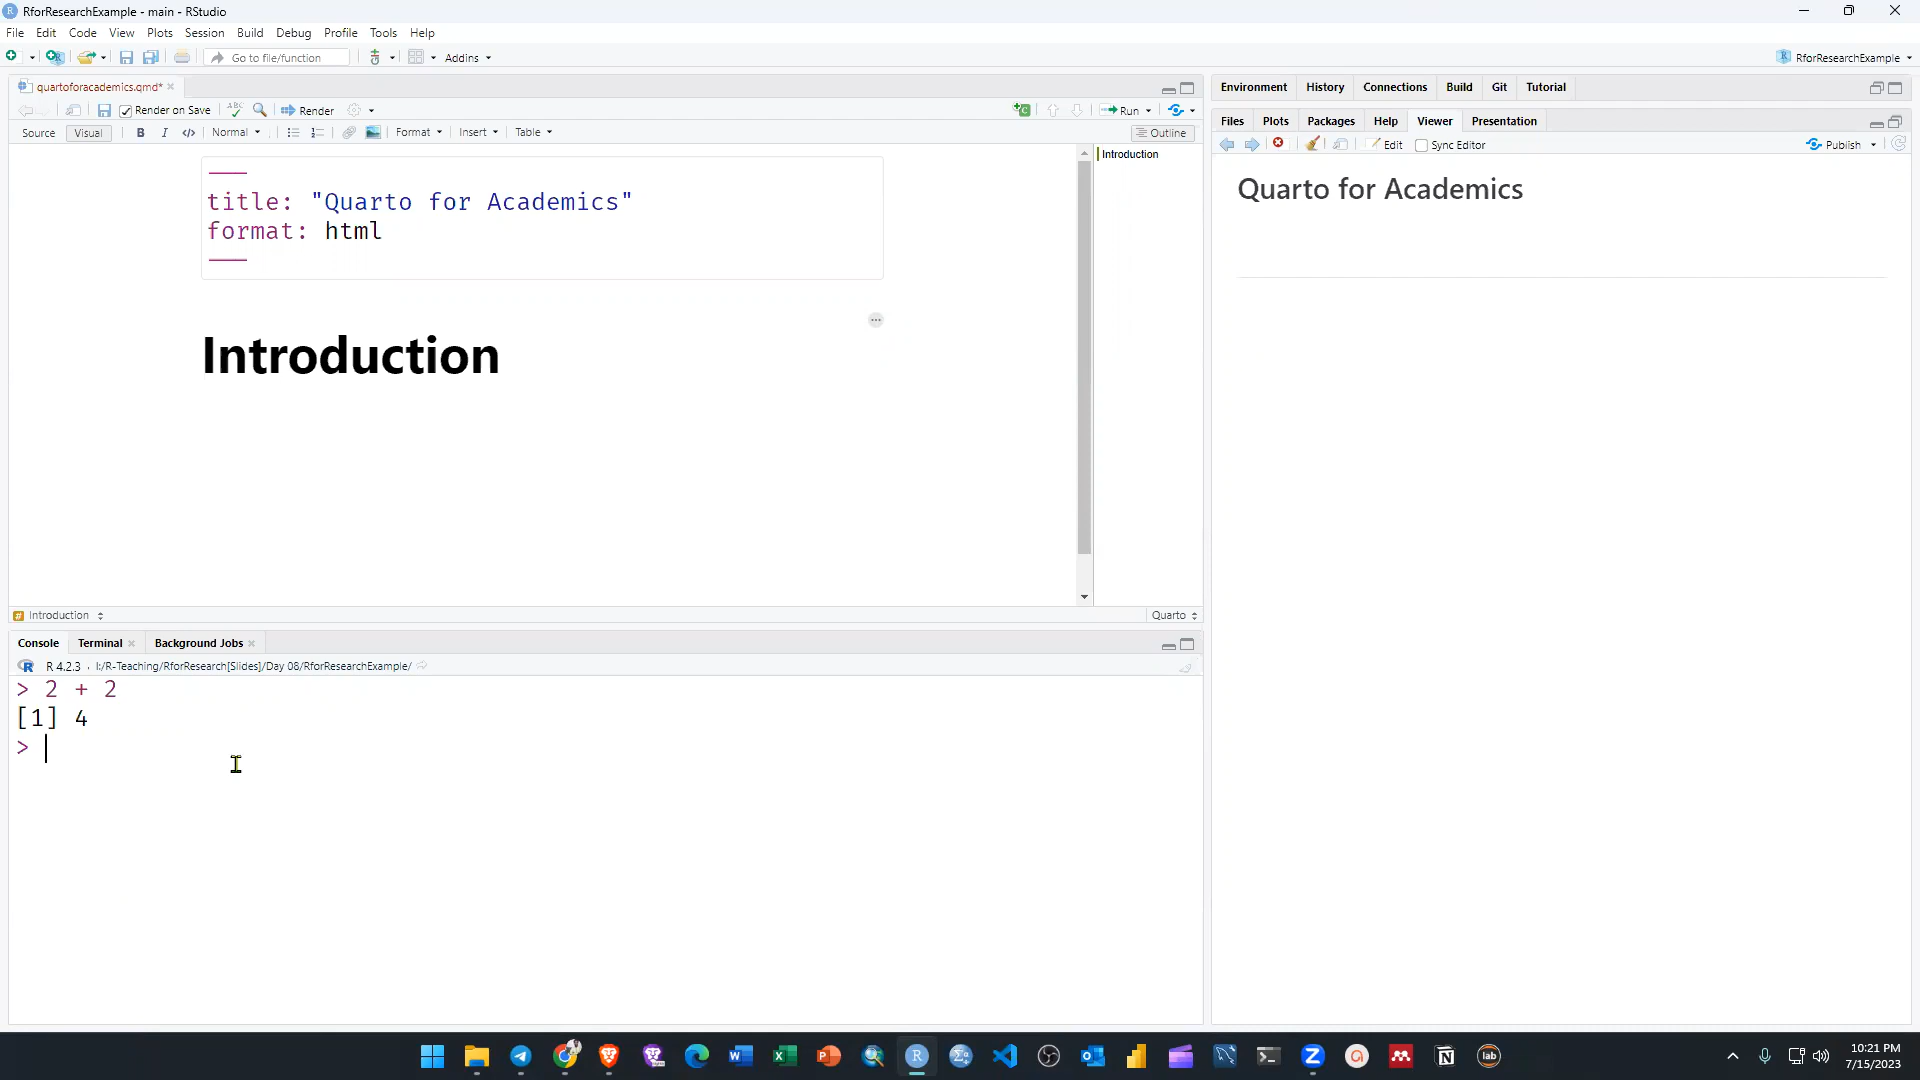 RforResearchExample - main - RStudio
File Edit Code View Plots Session Build Debug Profile Tools Help
Go to file/function Addins RforResearchExample
quartoforacademics.qmd*
Render on Save ABC Render Run
Source Visual B I </> Normal Format Insert Table Outline
---
title: "Quarto for Academics"
format: html
---
Introduction
Introduction
Introduction Quarto
Console Terminal Background Jobs
R 4.2.3 · I:/R-Teaching/RforResearch[Slides]/Day 08/RforResearchExample/
> 2 + 2
[1] 4
>
Environment History Connections Build Git Tutorial
Files Plots Packages Help Viewer Presentation
Edit Sync Editor Publish
Quarto for Academics
lab
10:21 PM
7/15/2023